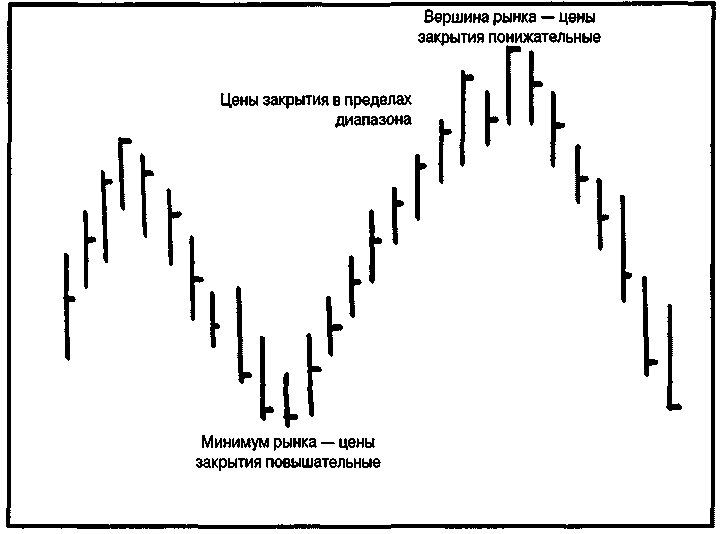 Вершина рынка — цены
закрытия понижательные
Цены закрытия в пределах
диапазона
Минимум рынка — цены
закрытия повышательные